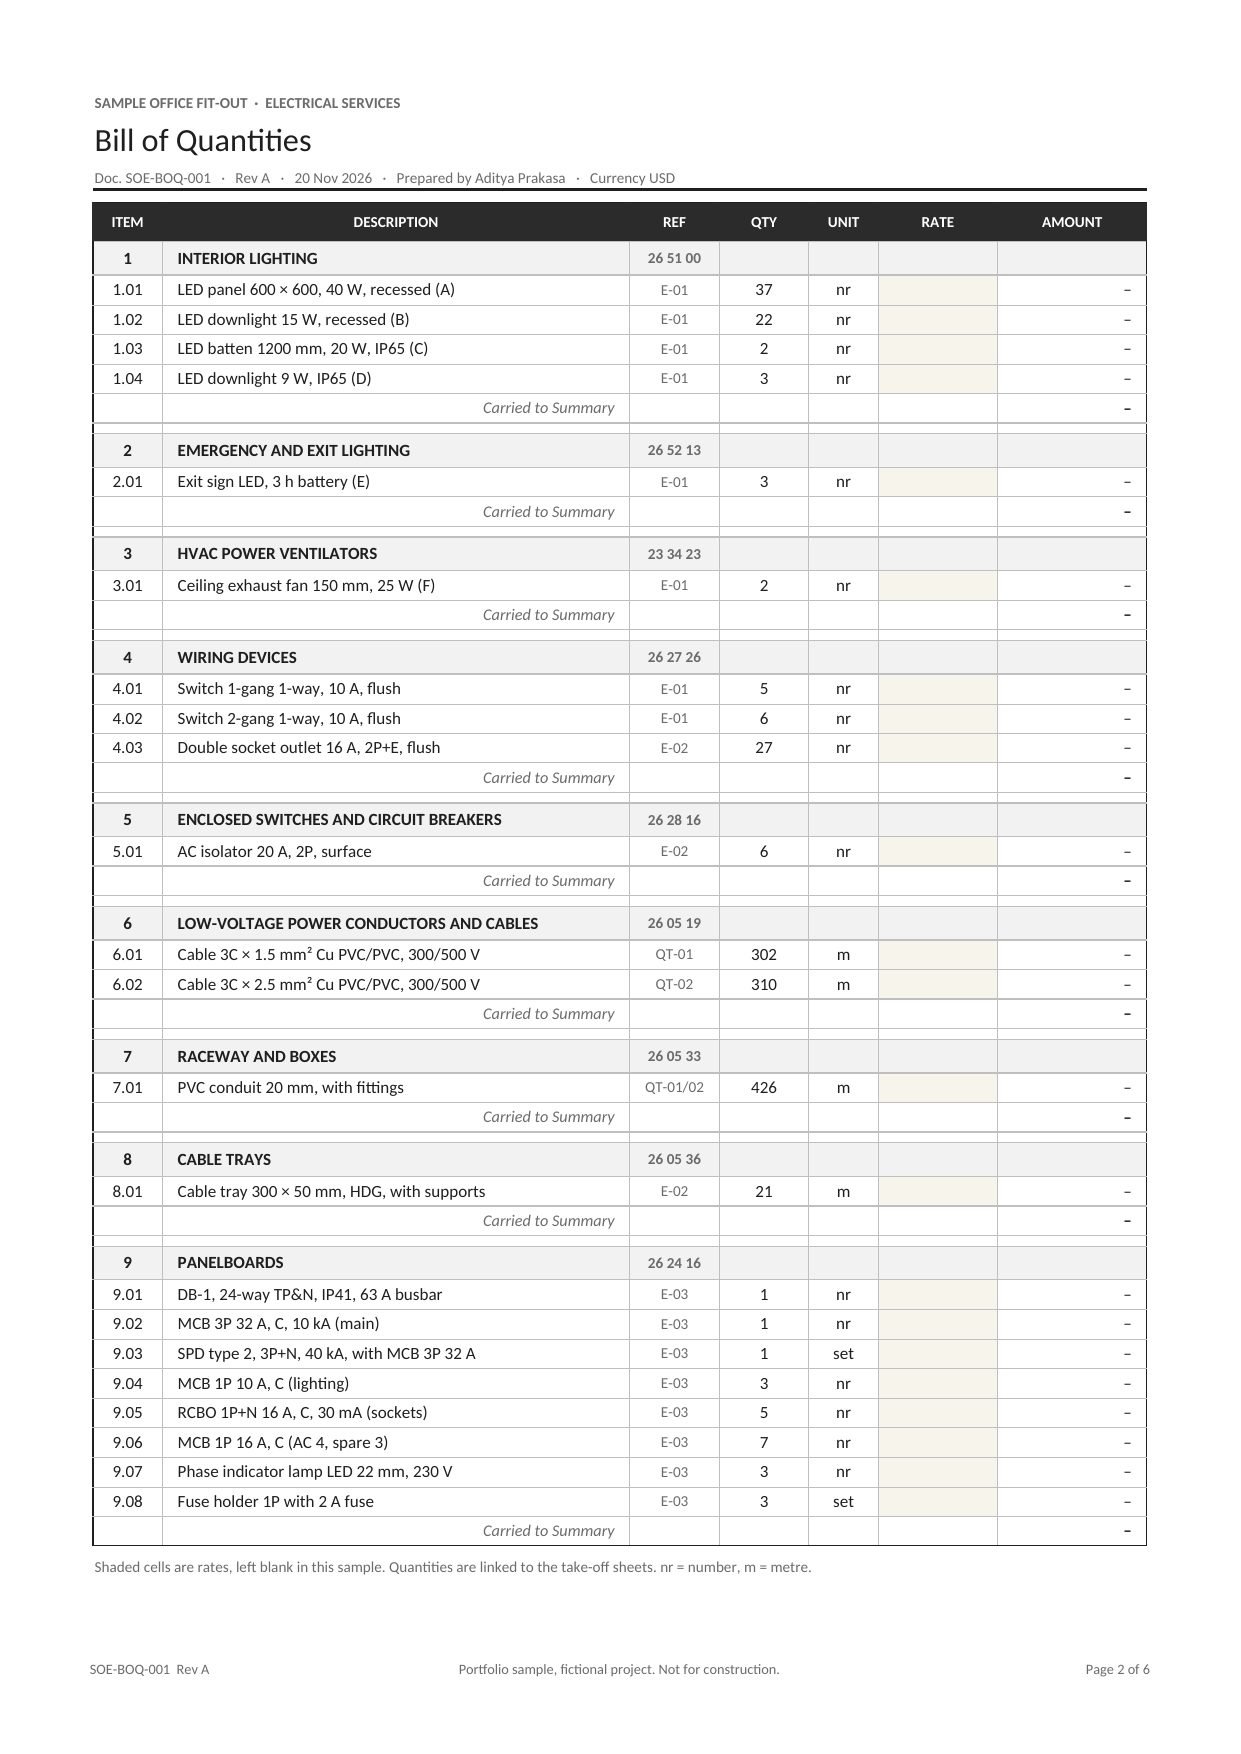 SAMPLE OFFICE FIT-OUT · ELECTRICAL SERVICES
Bill of Quantities
Doc. SOE-BOQ-001 · Rev A · 20 Nov 2026 · Prepared by Aditya Prakasa · Currency USD
ITEM DESCRIPTION REF QTY UNIT RATE AMOUNT
1 INTERIOR LIGHTING 26 51 00
1.01 LED panel 600 × 600, 40 W, recessed (A) E-01 37 nr –
1.02 LED downlight 15 W, recessed (B) E-01 22 nr –
1.03 LED batten 1200 mm, 20 W, IP65 (C) E-01 2 nr –
1.04 LED downlight 9 W, IP65 (D) E-01 3 nr –
Carried to Summary –
2 EMERGENCY AND EXIT LIGHTING 26 52 13
2.01 Exit sign LED, 3 h battery (E) E-01 3 nr –
Carried to Summary –
3 HVAC POWER VENTILATORS 23 34 23
3.01 Ceiling exhaust fan 150 mm, 25 W (F) E-01 2 nr –
Carried to Summary –
4 WIRING DEVICES 26 27 26
4.01 Switch 1-gang 1-way, 10 A, flush E-01 5 nr –
4.02 Switch 2-gang 1-way, 10 A, flush E-01 6 nr –
4.03 Double socket outlet 16 A, 2P+E, flush E-02 27 nr –
Carried to Summary –
5 ENCLOSED SWITCHES AND CIRCUIT BREAKERS 26 28 16
5.01 AC isolator 20 A, 2P, surface E-02 6 nr –
Carried to Summary –
6 LOW-VOLTAGE POWER CONDUCTORS AND CABLES 26 05 19
6.01 Cable 3C × 1.5 mm² Cu PVC/PVC, 300/500 V QT-01 302 m –
6.02 Cable 3C × 2.5 mm² Cu PVC/PVC, 300/500 V QT-02 310 m –
Carried to Summary –
7 RACEWAY AND BOXES 26 05 33
7.01 PVC conduit 20 mm, with fittings QT-01/02 426 m –
Carried to Summary –
8 CABLE TRAYS 26 05 36
8.01 Cable tray 300 × 50 mm, HDG, with supports E-02 21 m –
Carried to Summary –
9 PANELBOARDS 26 24 16
9.01 DB-1, 24-way TP&N, IP41, 63 A busbar E-03 1 nr –
9.02 MCB 3P 32 A, C, 10 kA (main) E-03 1 nr –
9.03 SPD type 2, 3P+N, 40 kA, with MCB 3P 32 A E-03 1 set –
9.04 MCB 1P 10 A, C (lighting) E-03 3 nr –
9.05 RCBO 1P+N 16 A, C, 30 mA (sockets) E-03 5 nr –
9.06 MCB 1P 16 A, C (AC 4, spare 3) E-03 7 nr –
9.07 Phase indicator lamp LED 22 mm, 230 V E-03 3 nr –
9.08 Fuse holder 1P with 2 A fuse E-03 3 set –
Carried to Summary –
Shaded cells are rates, left blank in this sample. Quantities are linked to the take-off sheets. nr = number, m = metre.
SOE-BOQ-001 Rev A Portfolio sample, fictional project. Not for construction. Page 2 of 6